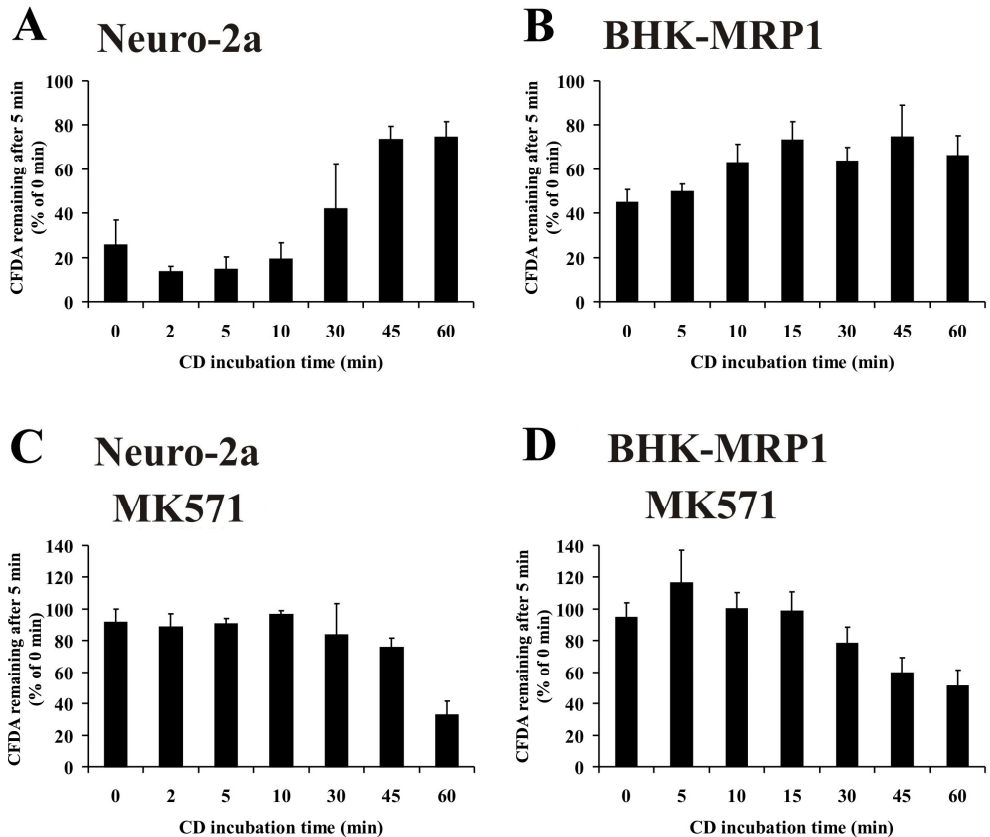 A
Neuro-2a
CFDA remaining after 5 min
(% of 0 min)
100
80
60
40
20
0
0 2 5 10 30 45 60
CD incubation time (min)
B
BHK-MRP1
CFDA remaining after 5 min
(% of 0 min)
100
80
60
40
20
0
0 5 10 15 30 45 60
CD incubation time (min)
C
Neuro-2a
MK571
CFDA remaining after 5 min
(% of 0 min)
140
120
100
80
60
40
20
0
0 2 5 10 30 45 60
CD incubation time (min)
D
BHK-MRP1
MK571
CFDA remaining after 5 min
(% of 0 min)
140
120
100
80
60
40
20
0
0 5 10 15 30 45 60
CD incubation time (min)